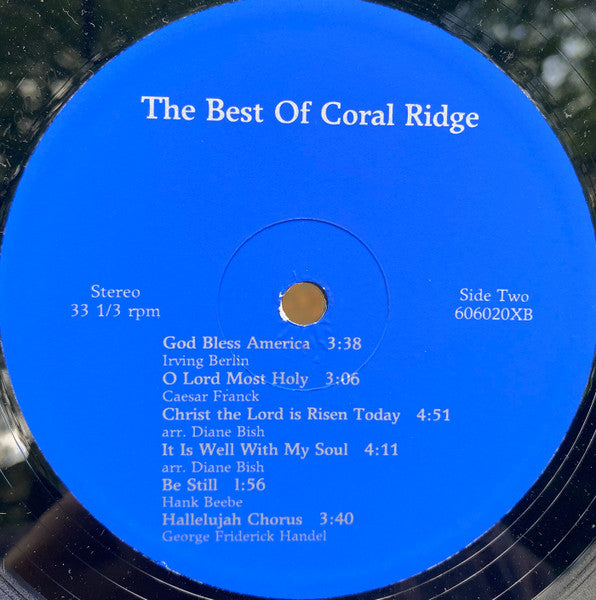 The Best Of Coral Ridge
Stereo
33 1/3 rpm
Side Two
606020XB
God Bless America 3:38
Irving Berlin
O Lord Most Holy 3:06
Caesar Franck
Christ the Lord is Risen Today 4:51
arr. Diane Bish
It Is Well With My Soul 4:11
arr. Diane Bish
Be Still 1:56
Hank Beebe
Hallelujah Chorus 3:40
George Friderick Handel